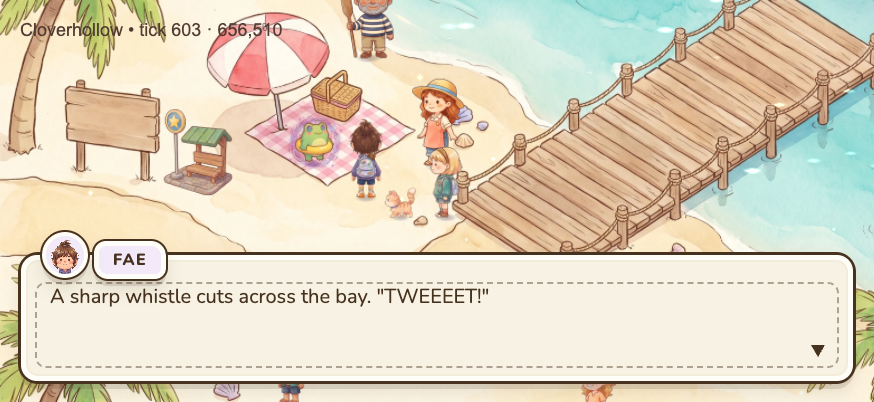 Cloverhollow • tick 603 · 656,510
FAE
A sharp whistle cuts across the bay. "TWEEEET!"